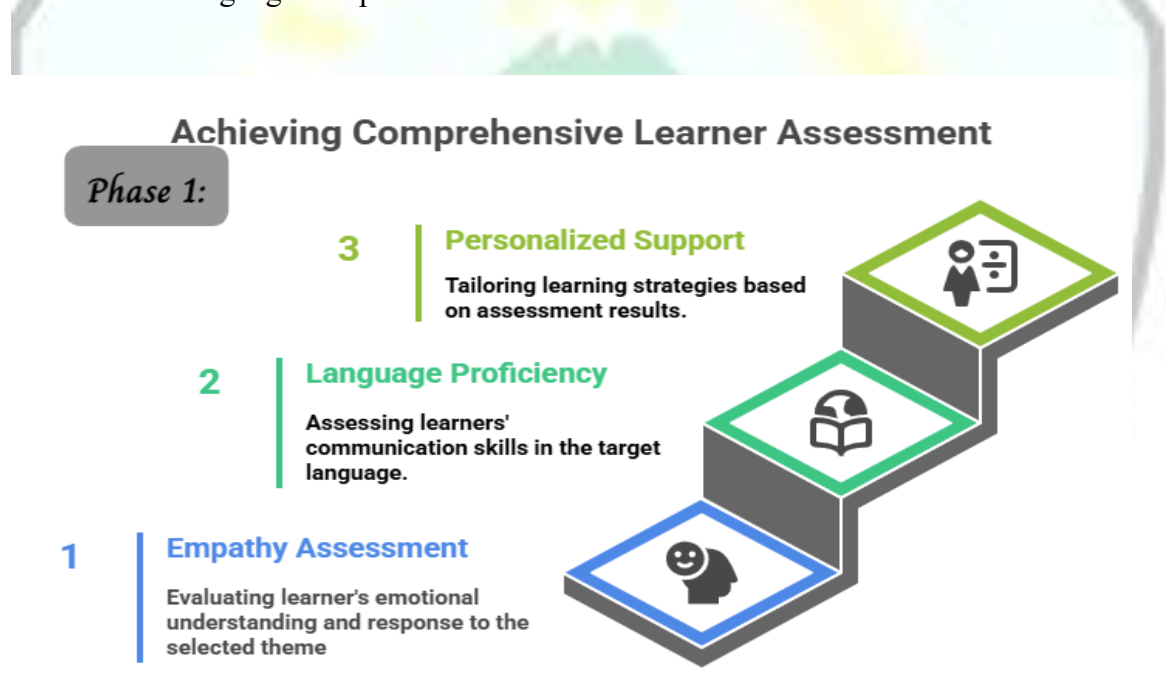 Achieving Comprehensive Learner Assessment
Phase 1:
3
Personalized Support
Tailoring learning strategies based
on assessment results.
2
Language Proficiency
Assessing learners'
communication skills in the target
language.
1
Empathy Assessment
Evaluating learner's emotional
understanding and response to the
selected theme